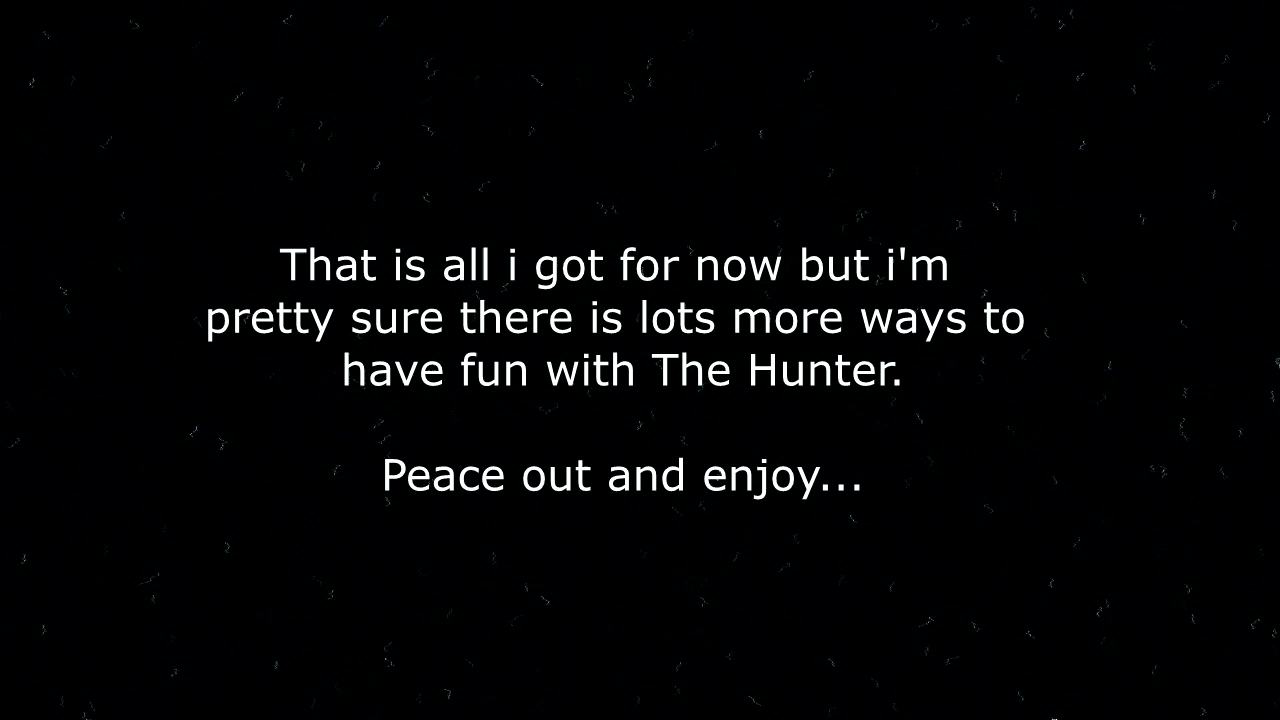 That is all i got for now but i'm
pretty sure there is lots more ways to
have fun with The Hunter.
Peace out and enjoy...